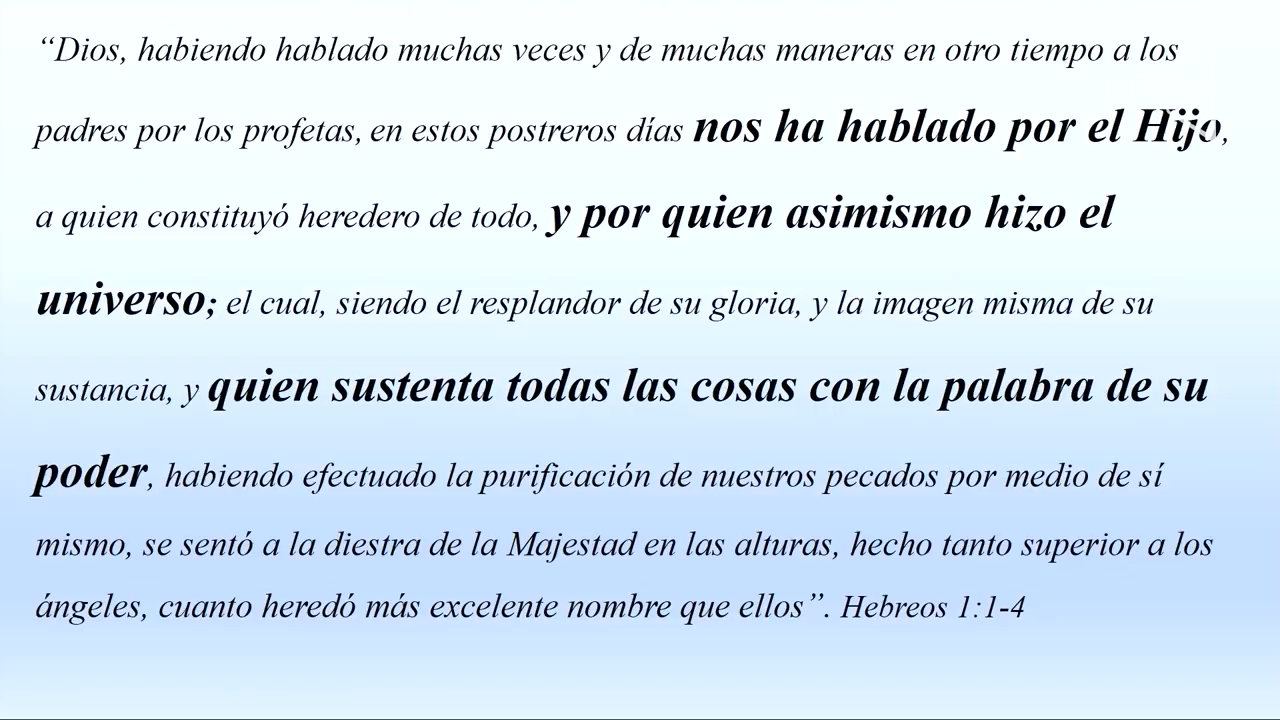 “Dios, habiendo hablado muchas veces y de muchas maneras en otro tiempo a los
padres por los profetas, en estos postreros días nos ha hablado por el Hijo,
a quien constituyó heredero de todo, y por quien asimismo hizo el
universo; el cual, siendo el resplandor de su gloria, y la imagen misma de su
sustancia, y quien sustenta todas las cosas con la palabra de su
poder, habiendo efectuado la purificación de nuestros pecados por medio de sí
mismo, se sentó a la diestra de la Majestad en las alturas, hecho tanto superior a los
ángeles, cuanto heredó más excelente nombre que ellos”. Hebreos 1:1-4